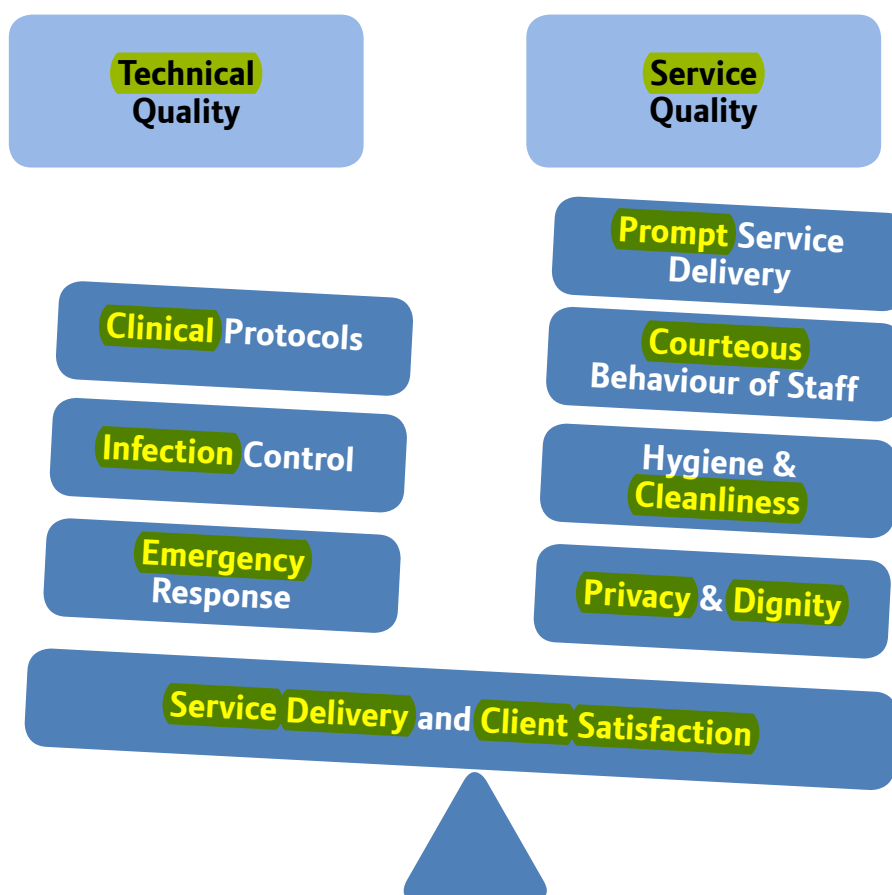 Technical
Quality
Service
Quality
Clinical Protocols
Infection Control
Emergency
Response
Prompt Service
Delivery
Courteous
Behaviour of Staff
Hygiene &
Cleanliness
Privacy & Dignity
Service Delivery and Client Satisfaction